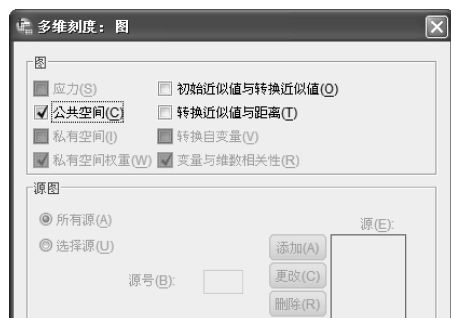 多维刻度：图
图
应力(S)
初始近似值与转换近似值(O)
公共空间(C)
转换近似值与距离(T)
私有空间(I)
转换自变量(V)
私有空间权重(W)
变量与维数相关性(R)
源图
所有源(A)
源(E):
选择源(U)
添加(A)
源号(B):
更改(C)
删除(R)